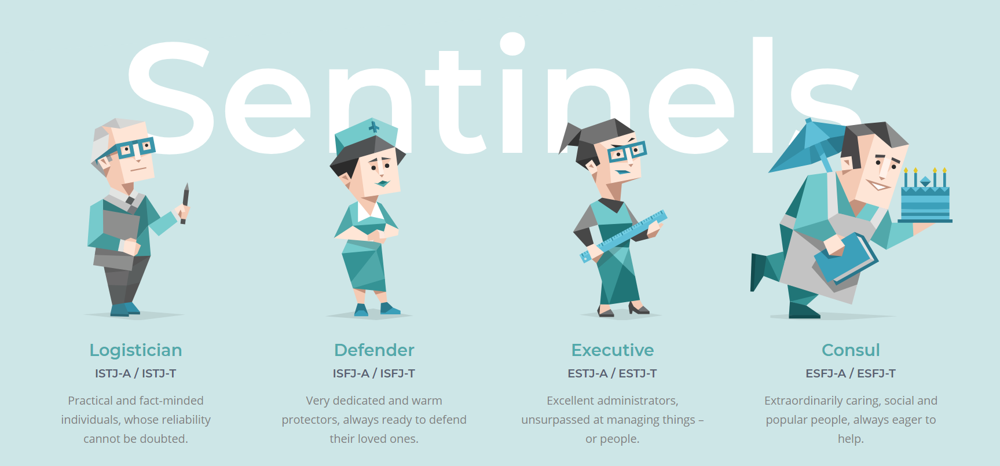 Sentinels
Logistician
ISTJ-A / ISTJ-T
Practical and fact-minded
individuals, whose reliability
cannot be doubted.
Defender
ISFJ-A / ISFJ-T
Very dedicated and warm
protectors, always ready to defend
their loved ones.
Executive
ESTJ-A / ESTJ-T
Excellent administrators,
unsurpassed at managing things –
or people.
Consul
ESFJ-A / ESFJ-T
Extraordinarily caring, social and
popular people, always eager to
help.